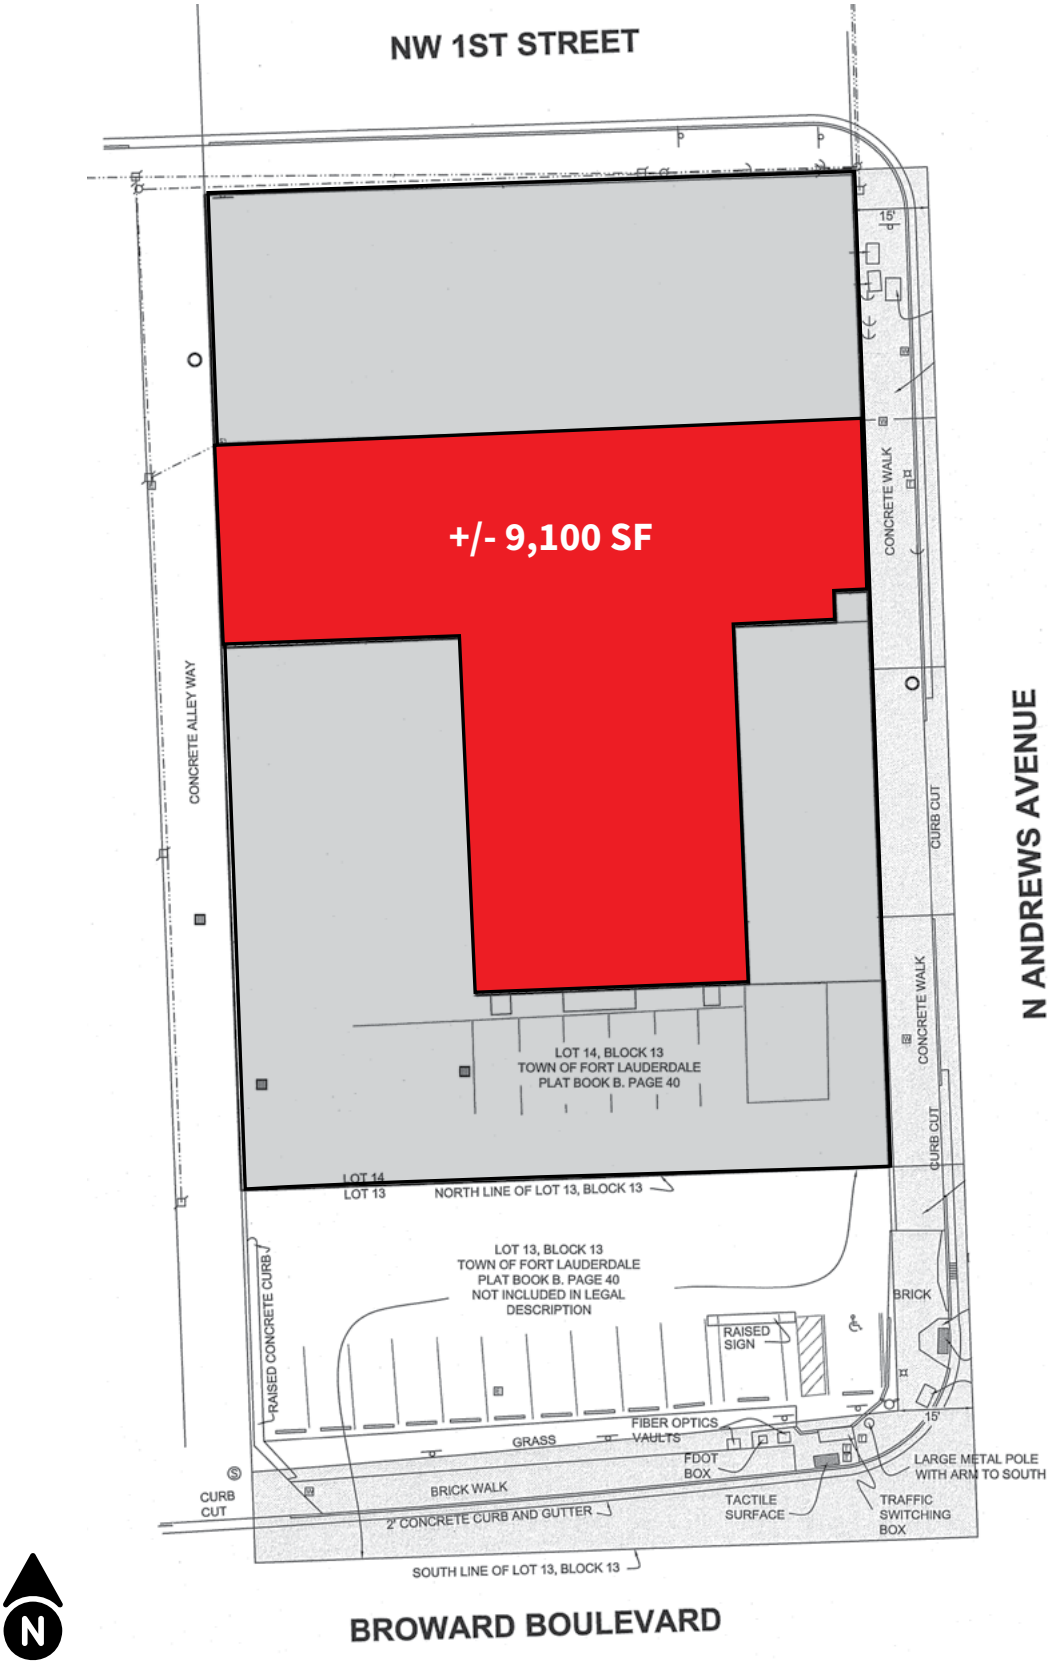 NW 1ST STREET
15'
+/- 9,100 SF
CONCRETE WALK
CONCRETE ALLEY WAY
N ANDREWS AVENUE
CURB CUT
CONCRETE WALK
LOT 14, BLOCK 13
TOWN OF FORT LAUDERDALE
PLAT BOOK B. PAGE 40
CURB CUT
LOT 14
LOT 13
NORTH LINE OF LOT 13, BLOCK 13
LOT 13, BLOCK 13
TOWN OF FORT LAUDERDALE
PLAT BOOK B. PAGE 40
NOT INCLUDED IN LEGAL
DESCRIPTION
RAISED CONCRETE CURB
BRICK
RAISED
SIGN
15'
FIBER OPTICS
VAULTS
GRASS
FDOT
BOX
LARGE METAL POLE
WITH ARM TO SOUTH
S
BRICK WALK
CURB
CUT
TACTILE
SURFACE
TRAFFIC
SWITCHING
BOX
2' CONCRETE CURB AND GUTTER
SOUTH LINE OF LOT 13, BLOCK 13
N
BROWARD BOULEVARD